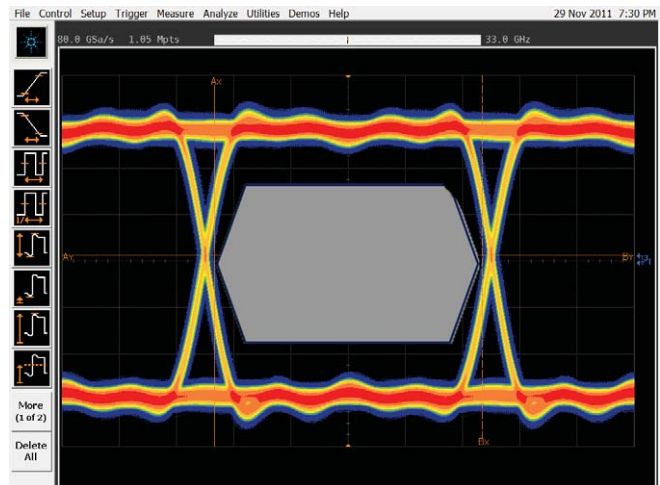 File Control Setup Trigger Measure Analyze Utilities Demos Help 29 Nov 2011 7:30 PM
80.0 GSa/s 1.05 Mpts 33.0 GHz
Ax
Ay
By
Bx
More
(1 of 2)
Delete
All